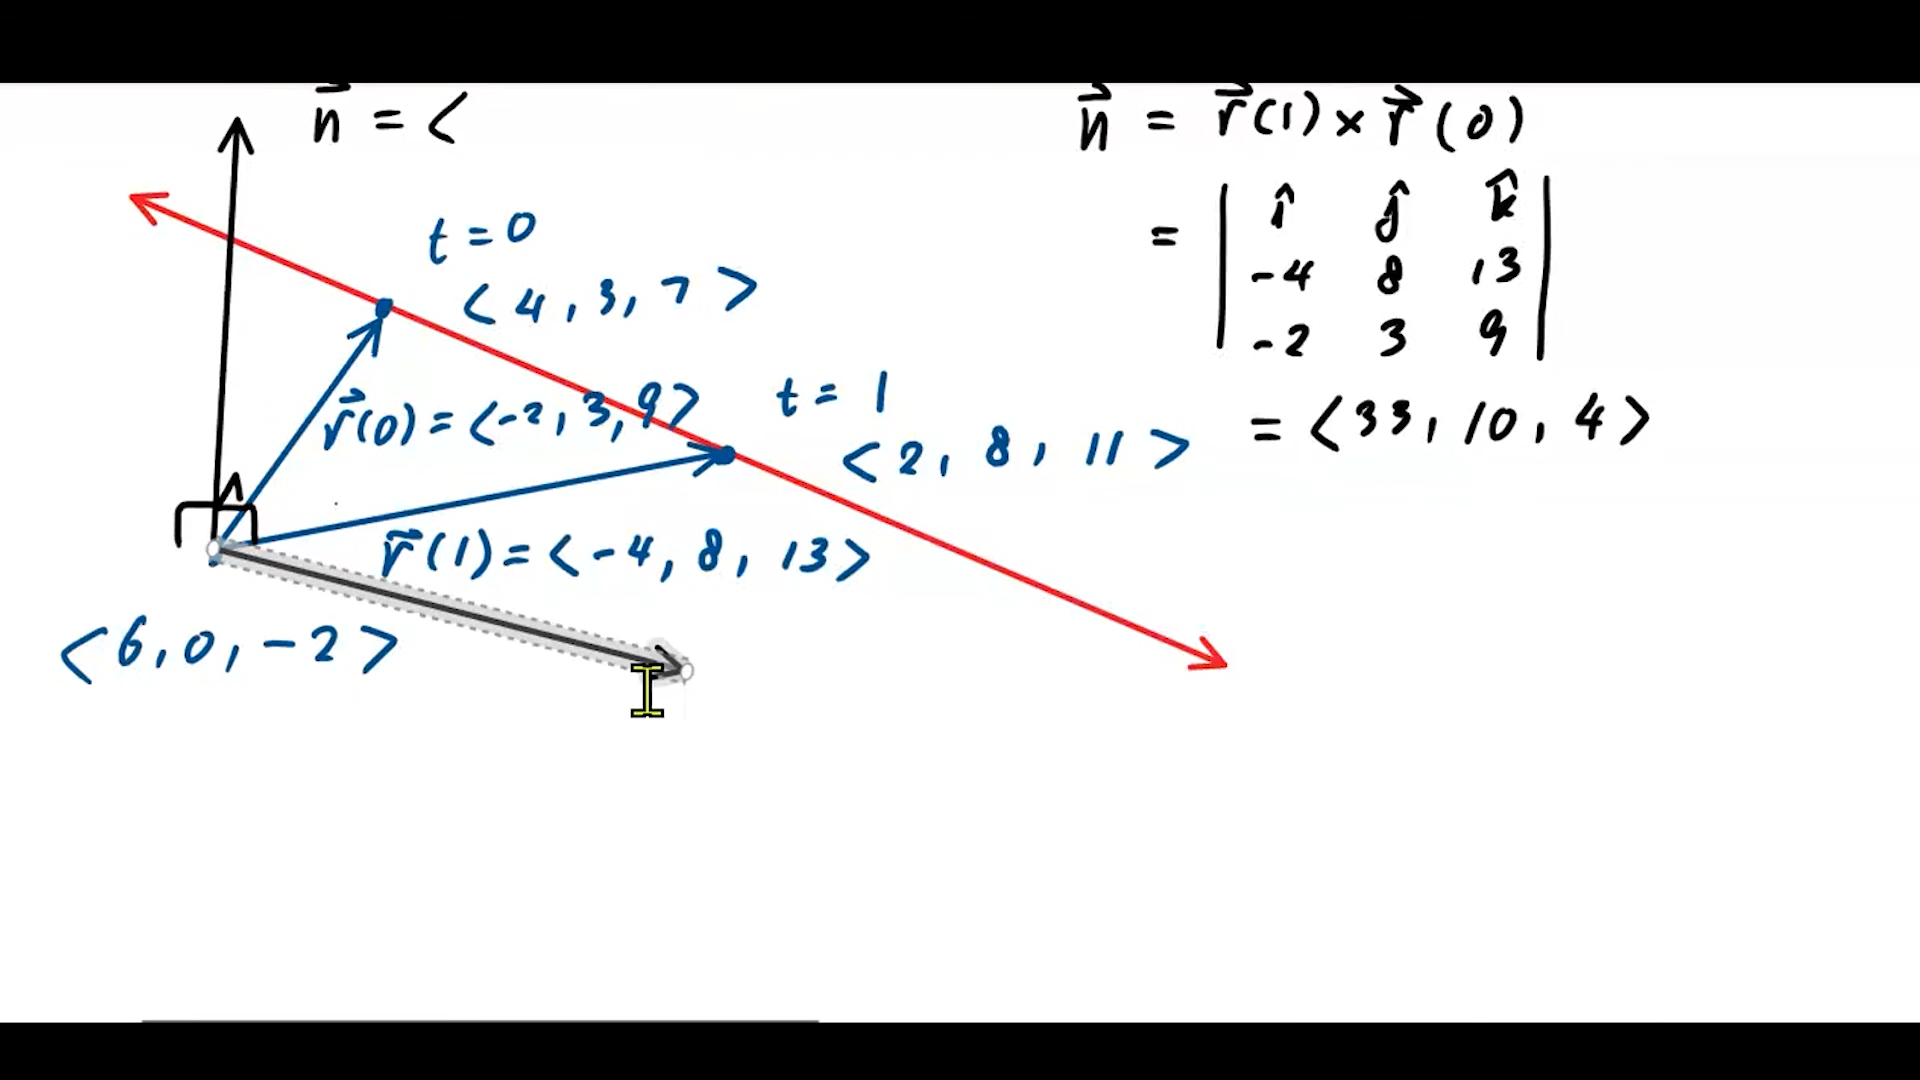 n⃗ = <
t = 0
< 4, 3, 7 >
r⃗(0) = <-2, 3, 9>
t = 1
< 2, 8, 11 >
r⃗(1) = < -4, 8, 13 >
< 6, 0, -2 >
n⃗ = r⃗(1) × r⃗(0)
= | î ĵ k̂ |
| -4 8 13 |
| -2 3 9 |
= < 33, 10, 4 >